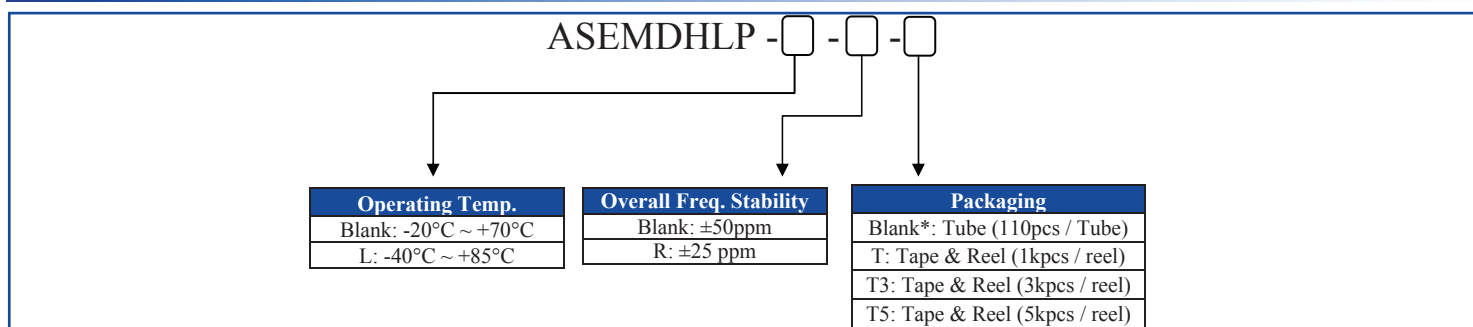 ASEMDHLP - - -
Operating Temp.
Blank: -20°C ~ +70°C
L: -40°C ~ +85°C
Overall Freq. Stability
Blank: ±50ppm
R: ±25 ppm
Packaging
Blank*: Tube (110pcs / Tube)
T: Tape & Reel (1kpcs / reel)
T3: Tape & Reel (3kpcs / reel)
T5: Tape & Reel (5kpcs / reel)